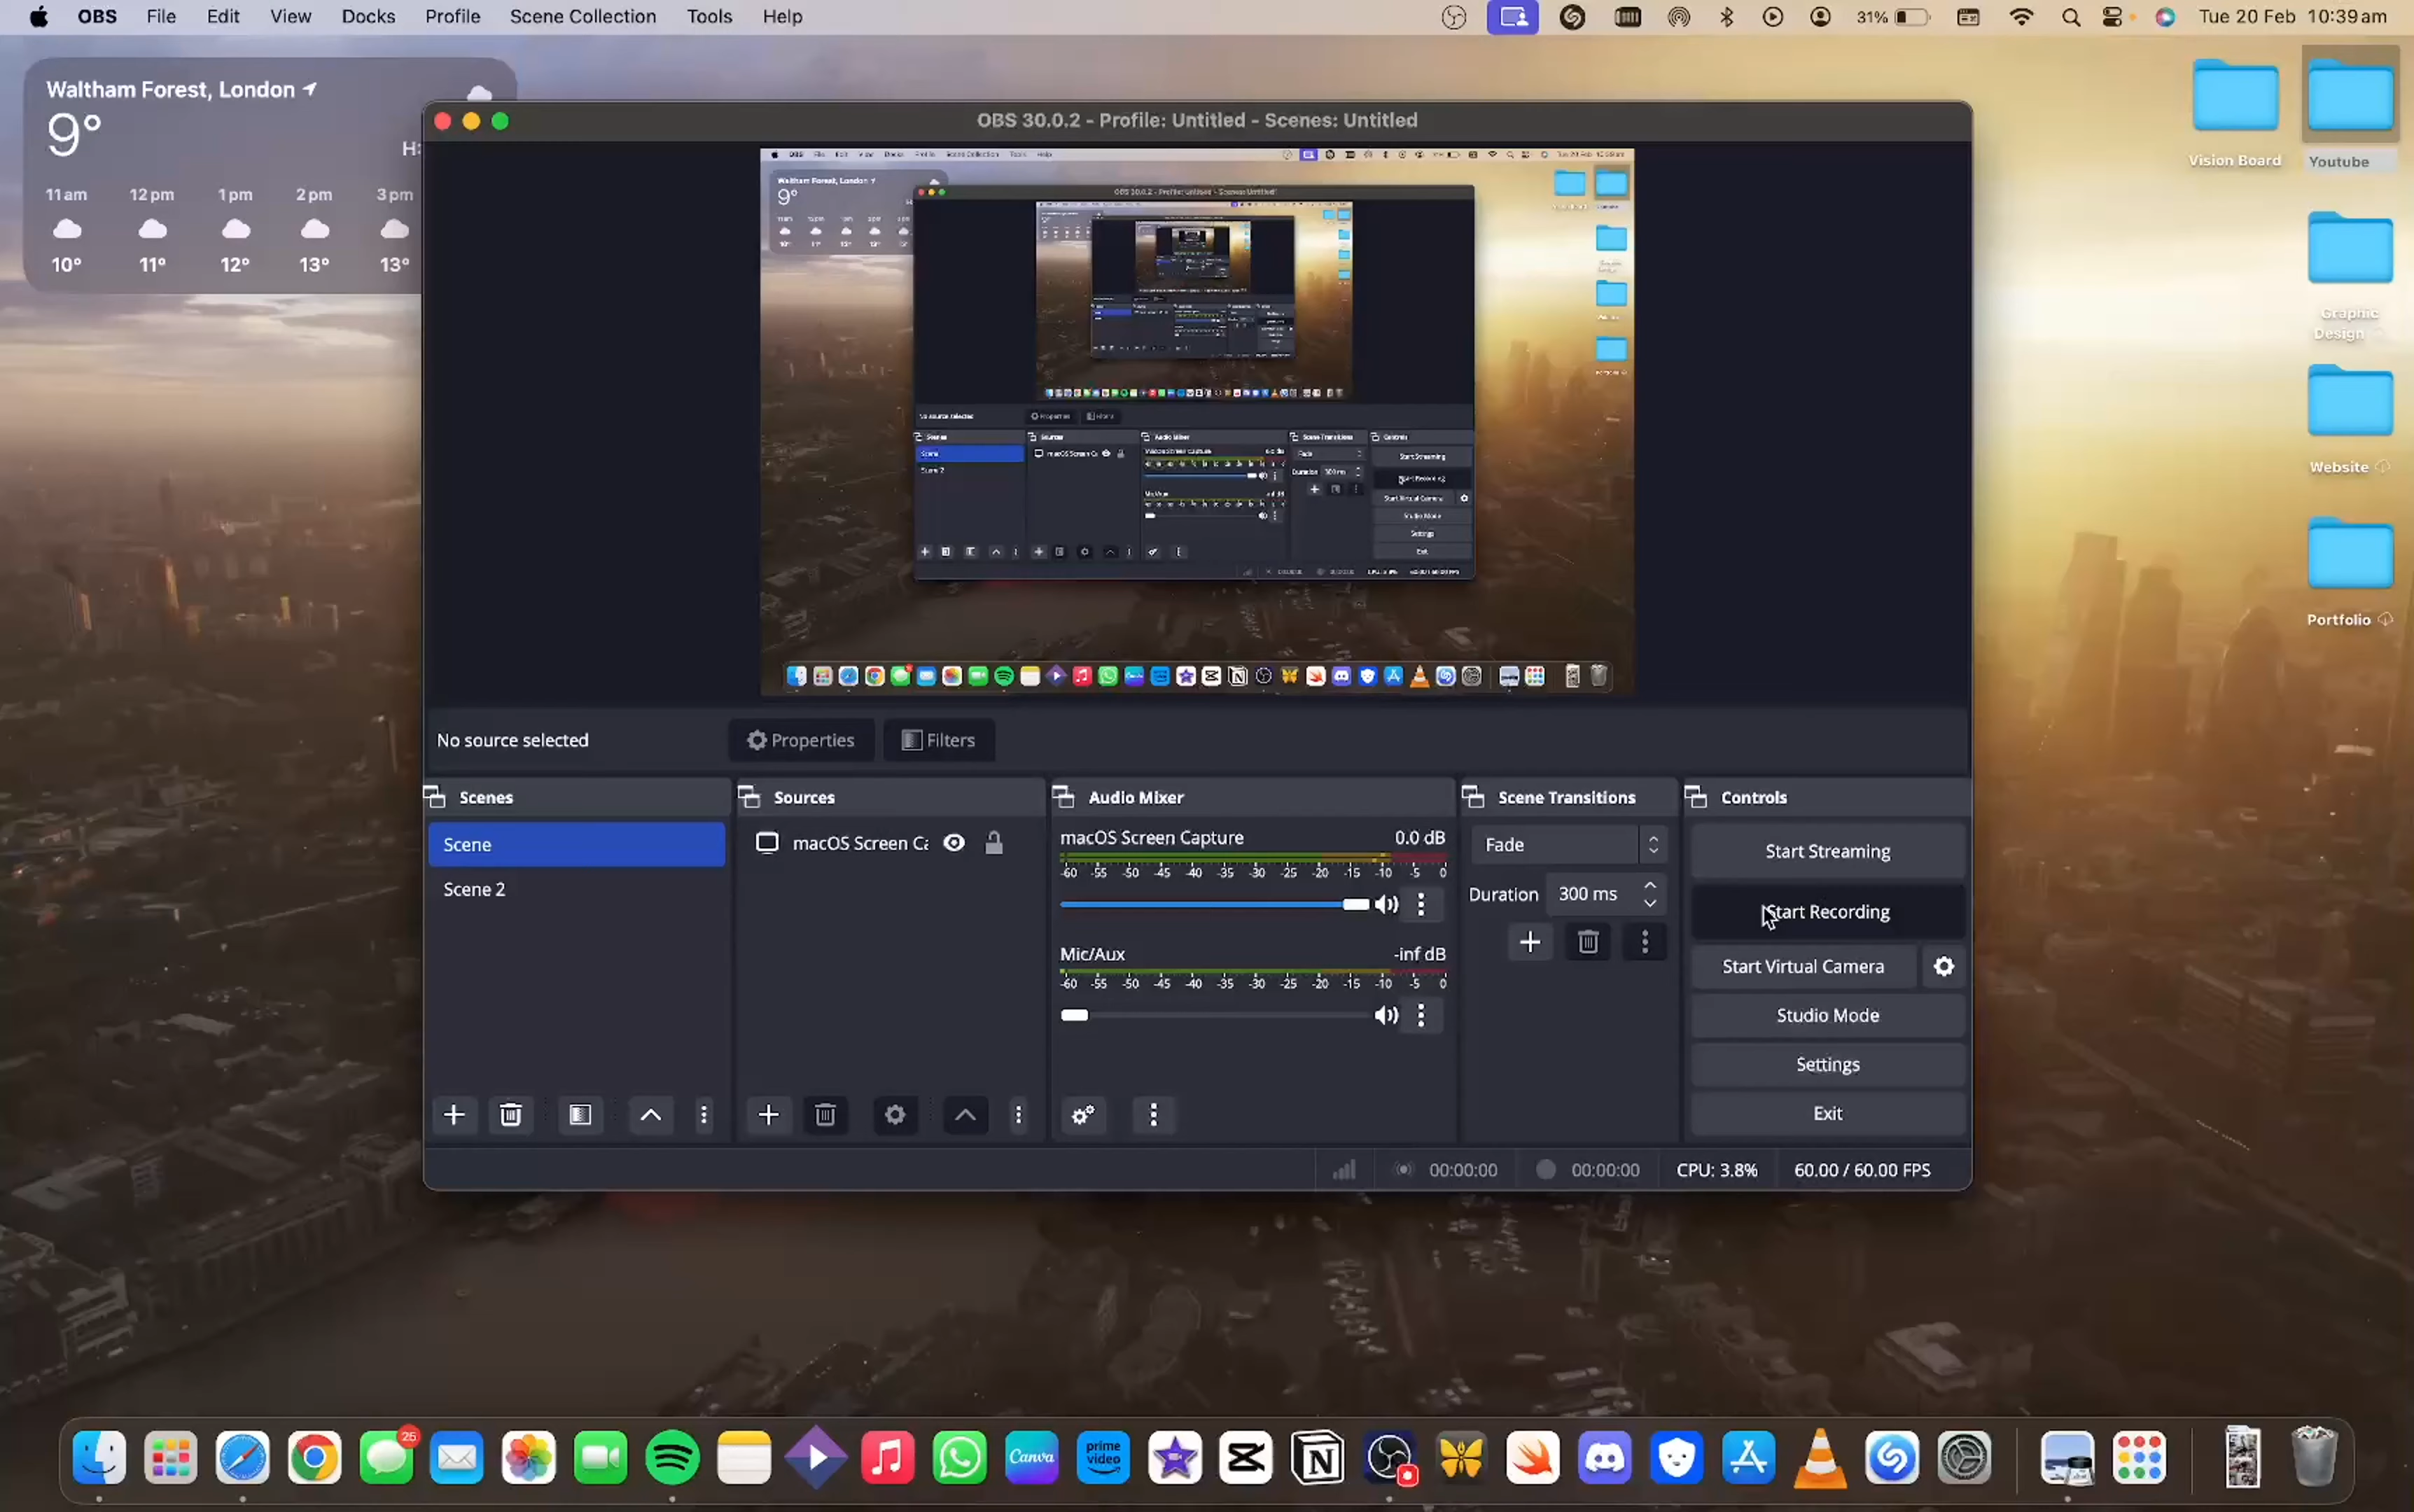 OBS File Edit View Docks Profile Scene Collection Tools Help 31% Tue 20 Feb 10:39 am
Waltham Forest, London
9°
H:
11 am 12 pm 1 pm 2 pm 3 pm
10° 11° 12° 13° 13°
Vision Board Youtube
Graphic
Design
Website
Portfolio
OBS 30.0.2 - Profile: Untitled - Scenes: Untitled
No source selected Properties Filters
Scenes Sources Audio Mixer Scene Transitions Controls
Scene
Scene 2
macOS Screen Ca
macOS Screen Capture 0.0 dB
-60 -55 -50 -45 -40 -35 -30 -25 -20 -15 -10 -5 0
Mic/Aux -inf dB
-60 -55 -50 -45 -40 -35 -30 -25 -20 -15 -10 -5 0
Fade
Duration 300 ms
Start Streaming
Start Recording
Start Virtual Camera
Studio Mode
Settings
Exit
00:00:00 00:00:00 CPU: 3.8% 60.00 / 60.00 FPS
25
Canva
prime
video